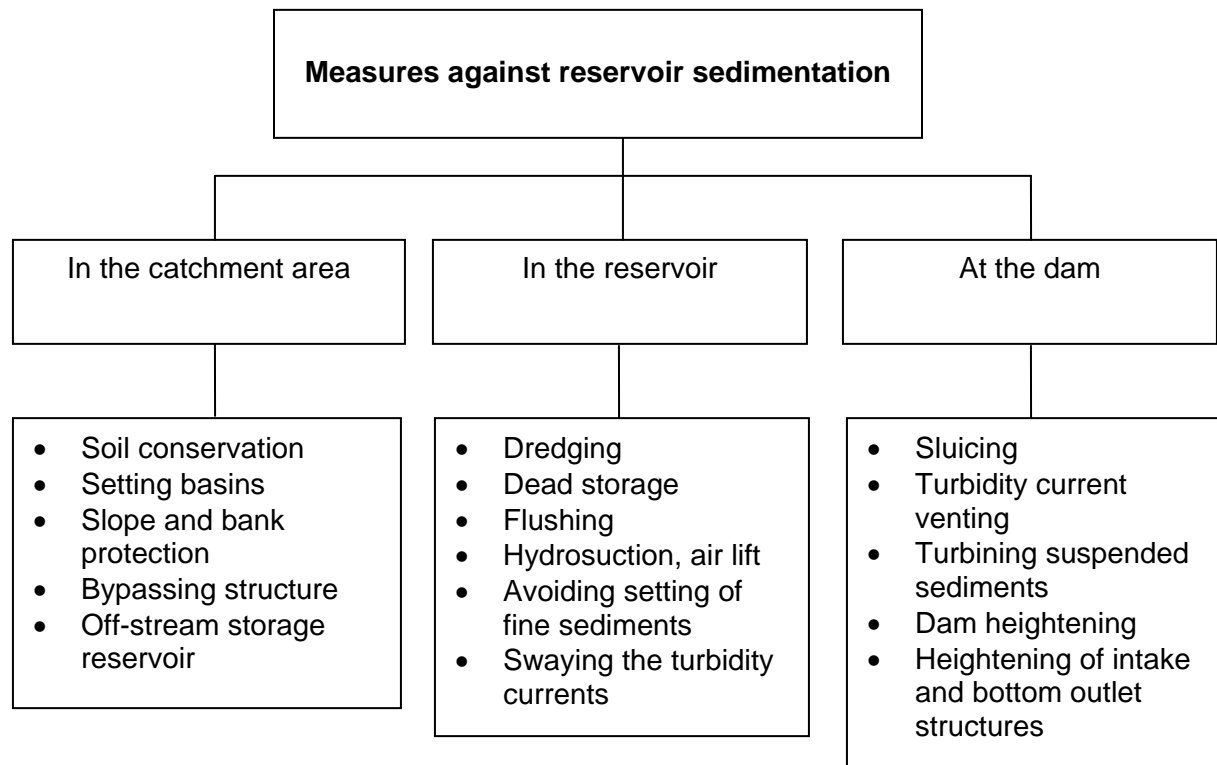 Measures against reservoir sedimentation
In the catchment area
In the reservoir
At the dam
• Soil conservation
• Setting basins
• Slope and bank
protection
• Bypassing structure
• Off-stream storage
reservoir
• Dredging
• Dead storage
• Flushing
• Hydrosuction, air lift
• Avoiding setting of
fine sediments
• Swaying the turbidity
currents
• Sluicing
• Turbidity current
venting
• Turbining suspended
sediments
• Dam heightening
• Heightening of intake
and bottom outlet
structures